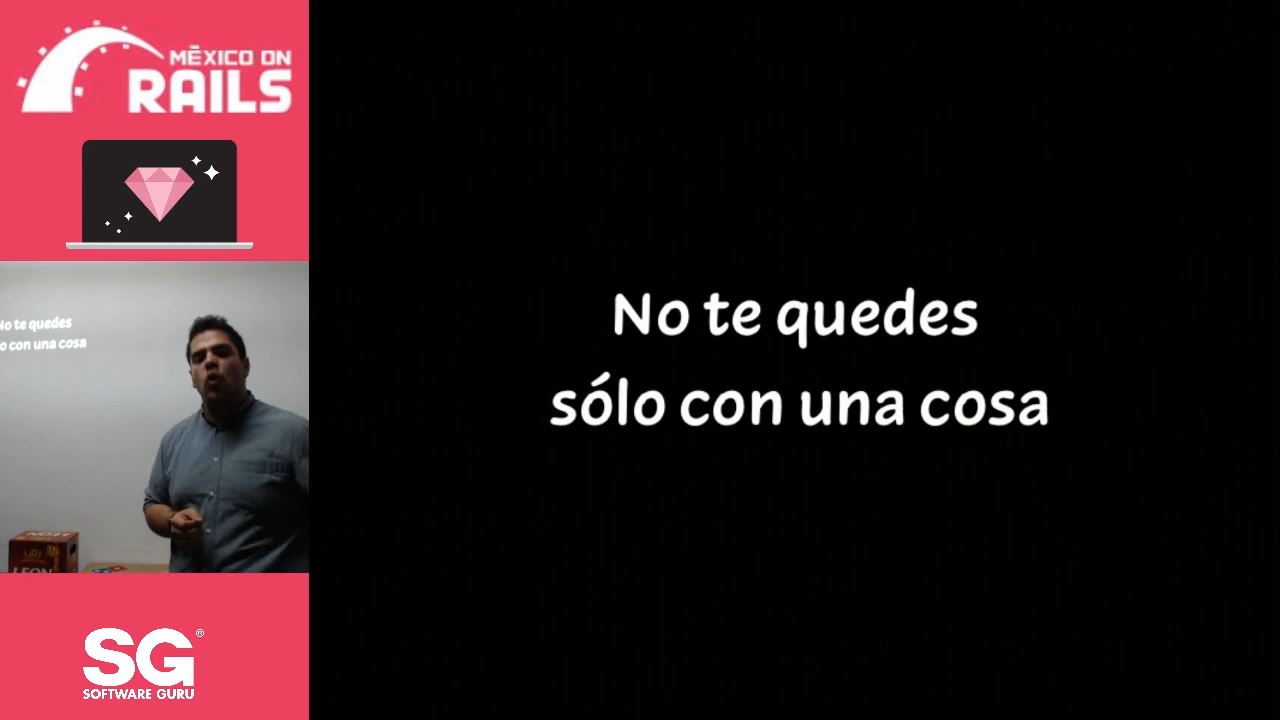 MÉXICO ON
RAILS
No te quedes
o con una cosa
LEON
SG®
SOFTWARE GURU
No te quedes
sólo con una cosa